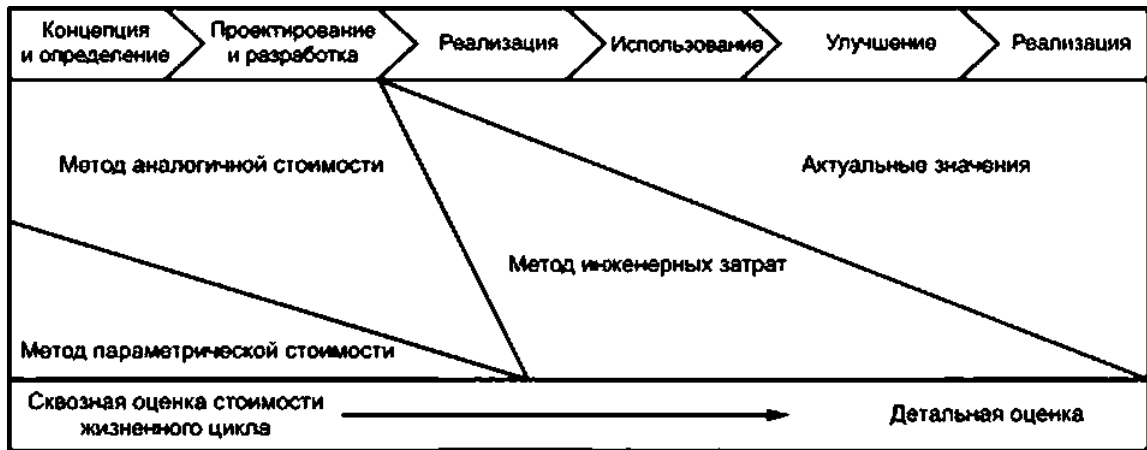 Концепция
и определение
Проектирование
и разработка
Реализация
Использование
Улучшение
Реализация
Метод аналогичной стоимости
Актуальные значения
Метод инженерных затрат
Метод параметрической стоимости
Сквозная оценка стоимости
жизненного цикла
Детальная оценка